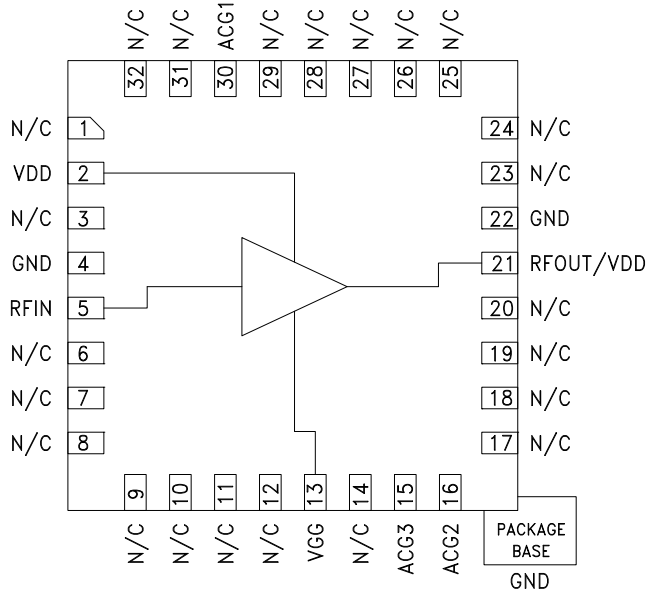 N/C N/C ACG1 N/C N/C N/C N/C N/C
32 31 30 29 28 27 26 25
N/C 1 24 N/C
VDD 2 23 N/C
N/C 3 22 GND
GND 4 21 RFOUT/VDD
RFIN 5 20 N/C
N/C 6 19 N/C
N/C 7 18 N/C
N/C 8 17 N/C
9 10 11 12 13 14 15 16
N/C N/C N/C N/C VGG N/C ACG3 ACG2
PACKAGE
BASE
GND